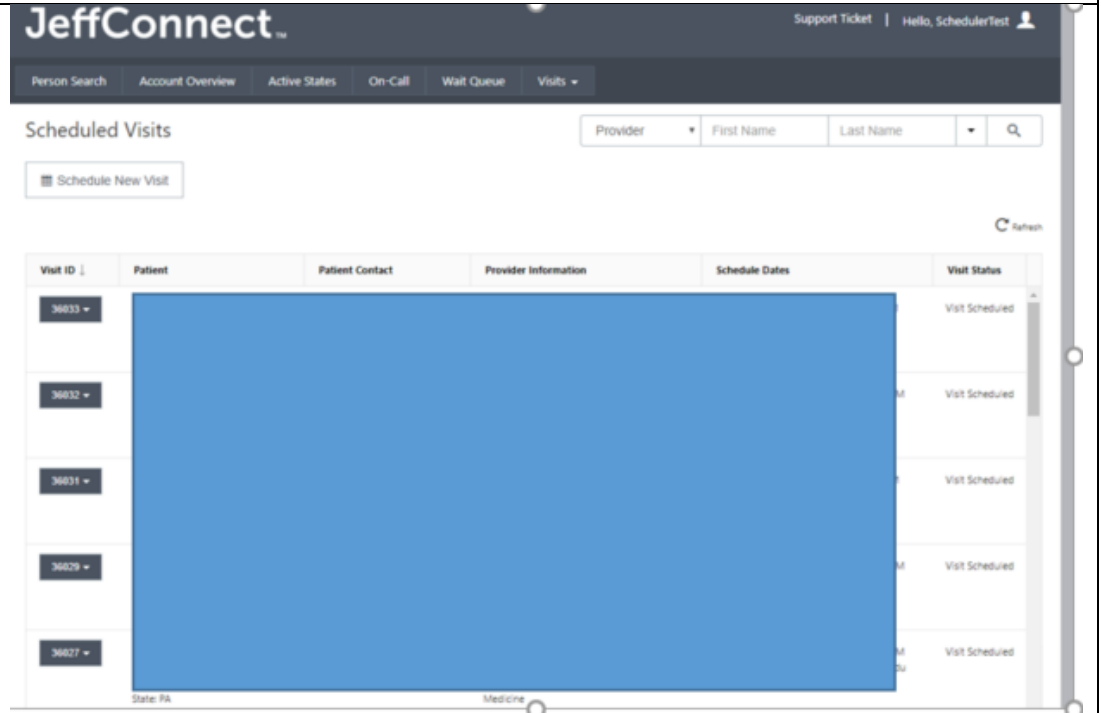 JeffConnect™
Support Ticket | Hello, SchedulerTest
Person Search Account Overview Active States On-Call Wait Queue Visits
Scheduled Visits
Provider First Name Last Name
Schedule New Visit
Refresh
Visit ID ↓ Patient Patient Contact Provider Information Schedule Dates Visit Status
36033 Visit Scheduled
36032 M Visit Scheduled
36031 Visit Scheduled
36029 M Visit Scheduled
36027 M Visit Scheduled
du
State: PA Medicine